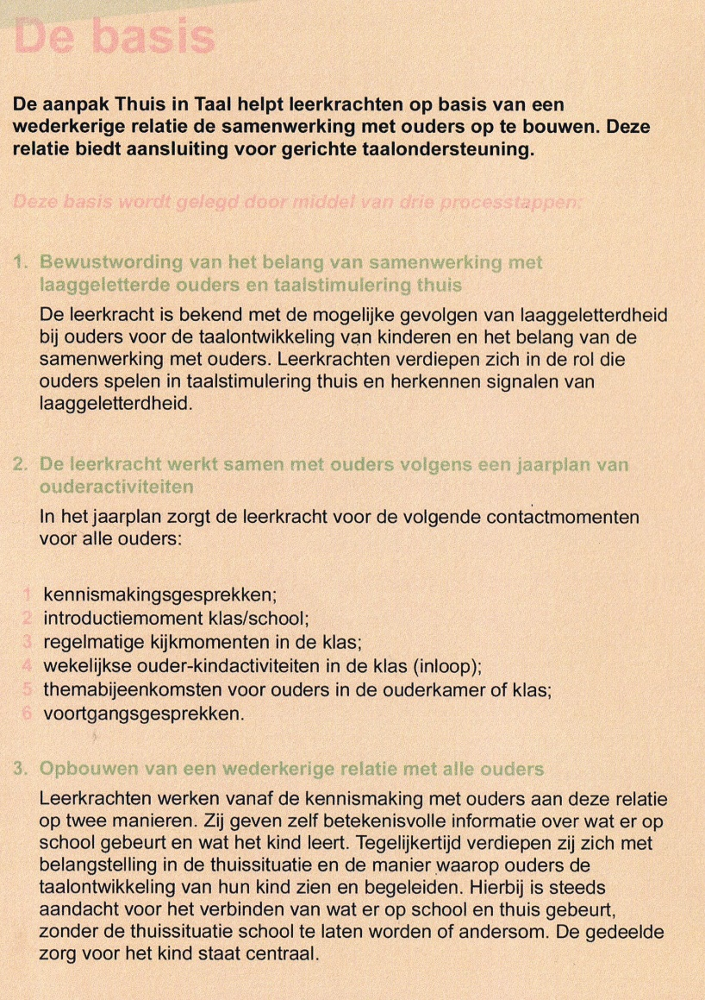 De basis
De aanpak Thuis in Taal helpt leerkrachten op basis van een
wederkerige relatie de samenwerking met ouders op te bouwen. Deze
relatie biedt aansluiting voor gerichte taalondersteuning.
Deze basis wordt gelegd door middel van drie processtappen:
1. Bewustwording van het belang van samenwerking met
laaggeletterde ouders en taalstimulering thuis
De leerkracht is bekend met de mogelijke gevolgen van laaggeletterdheid
bij ouders voor de taalontwikkeling van kinderen en het belang van de
samenwerking met ouders. Leerkrachten verdiepen zich in de rol die
ouders spelen in taalstimulering thuis en herkennen signalen van
laaggeletterdheid.
2. De leerkracht werkt samen met ouders volgens een jaarplan van
ouderactiviteiten
In het jaarplan zorgt de leerkracht voor de volgende contactmomenten
voor alle ouders:
1 kennismakingsgesprekken;
2 introductiemoment klas/school;
3 regelmatige kijkmomenten in de klas;
4 wekelijkse ouder-kindactiviteiten in de klas (inloop);
5 themabijeenkomsten voor ouders in de ouderkamer of klas;
6 voortgangsgesprekken.
3. Opbouwen van een wederkerige relatie met alle ouders
Leerkrachten werken vanaf de kennismaking met ouders aan deze relatie
op twee manieren. Zij geven zelf betekenisvolle informatie over wat er op
school gebeurt en wat het kind leert. Tegelijkertijd verdiepen zij zich met
belangstelling in de thuissituatie en de manier waarop ouders de
taalontwikkeling van hun kind zien en begeleiden. Hierbij is steeds
aandacht voor het verbinden van wat er op school en thuis gebeurt,
zonder de thuissituatie school te laten worden of andersom. De gedeelde
zorg voor het kind staat centraal.